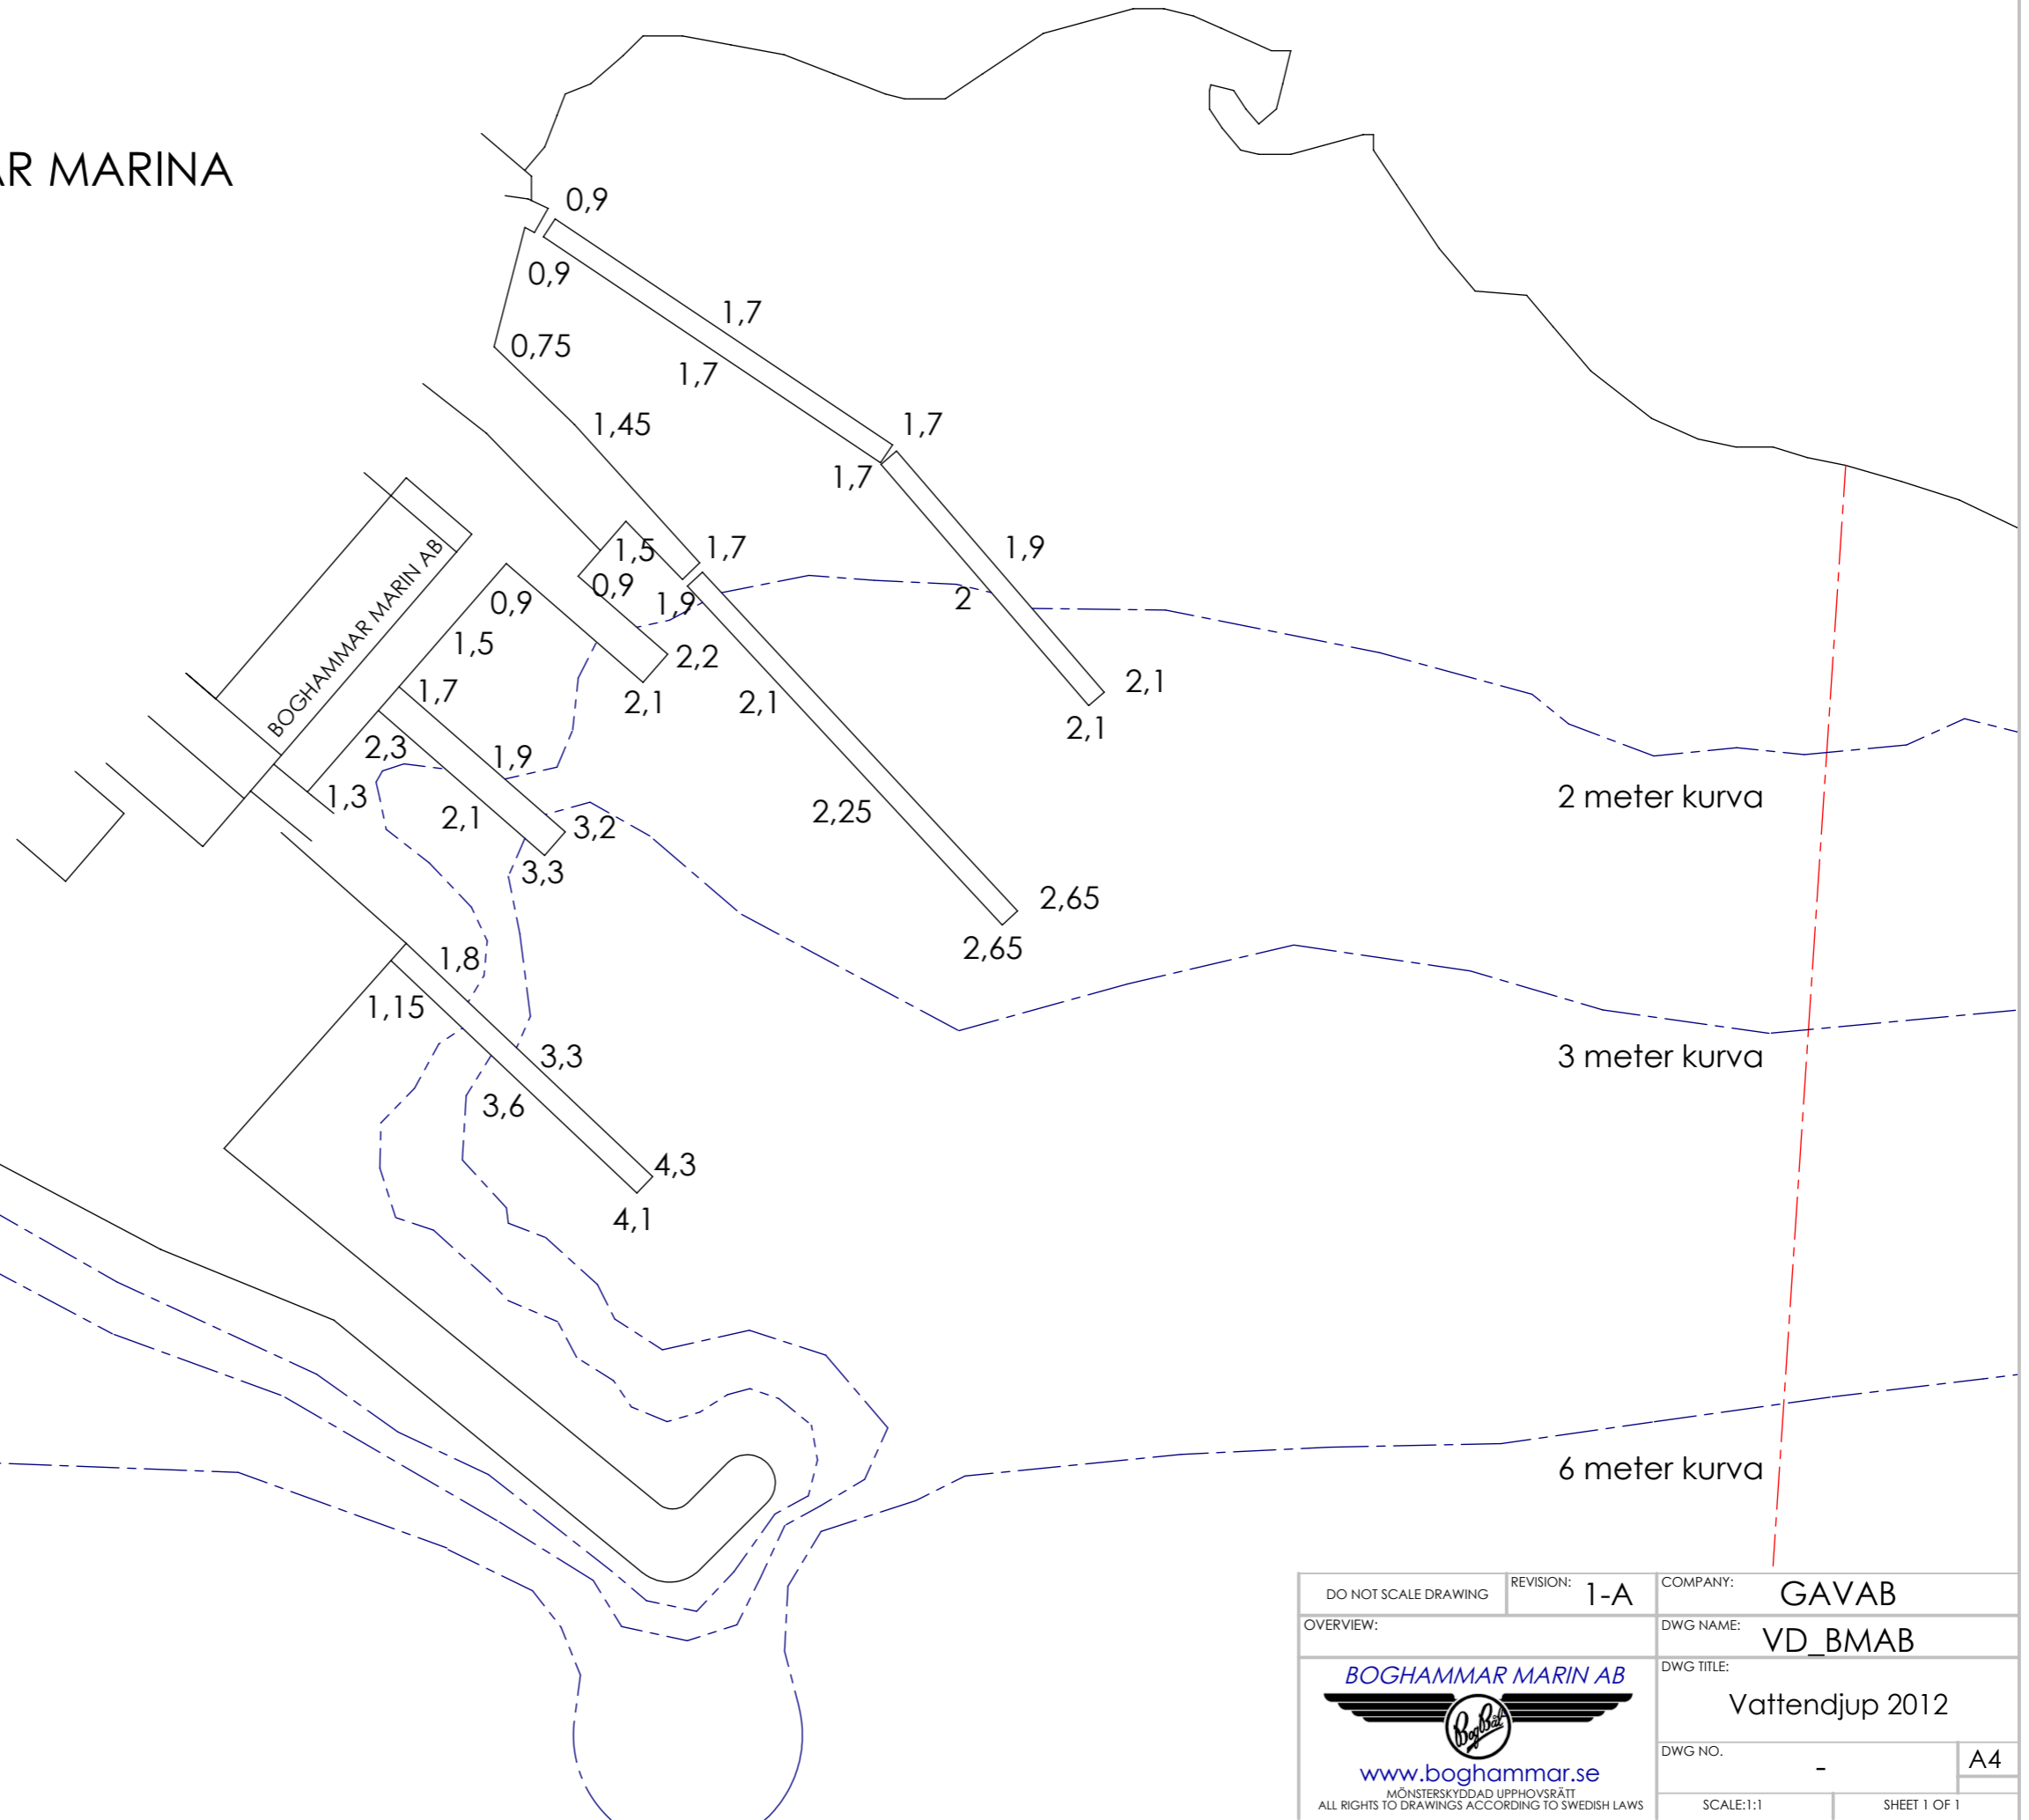 AR MARINA
0,9
0,9
1,7
0,75
1,7
1,45
1,7
1,7
1,5
1,7
1,9
BOGHAMMAR MARIN AB
0,9
0,9
1,9
2
1,5
2,2
1,7
2,1
2,1
2,1
2,1
2,3
1,9
1,3
2,1
2,25
3,2
3,3
2 meter kurva
2,65
2,65
1,8
1,15
3,3
3 meter kurva
3,6
4,3
4,1
6 meter kurva
DO NOT SCALE DRAWING
REVISION: 1-A
COMPANY: GAVAB
OVERVIEW:
DWG NAME: VD_BMAB
BOGHAMMAR MARIN AB
BogBåt
www.boghammar.se
MÖNSTERSKYDDAD UPPHOVSRÄTT
ALL RIGHTS TO DRAWINGS ACCORDING TO SWEDISH LAWS
DWG TITLE:
Vattendjup 2012
DWG NO. -
A4
SCALE:1:1
SHEET 1 OF 1